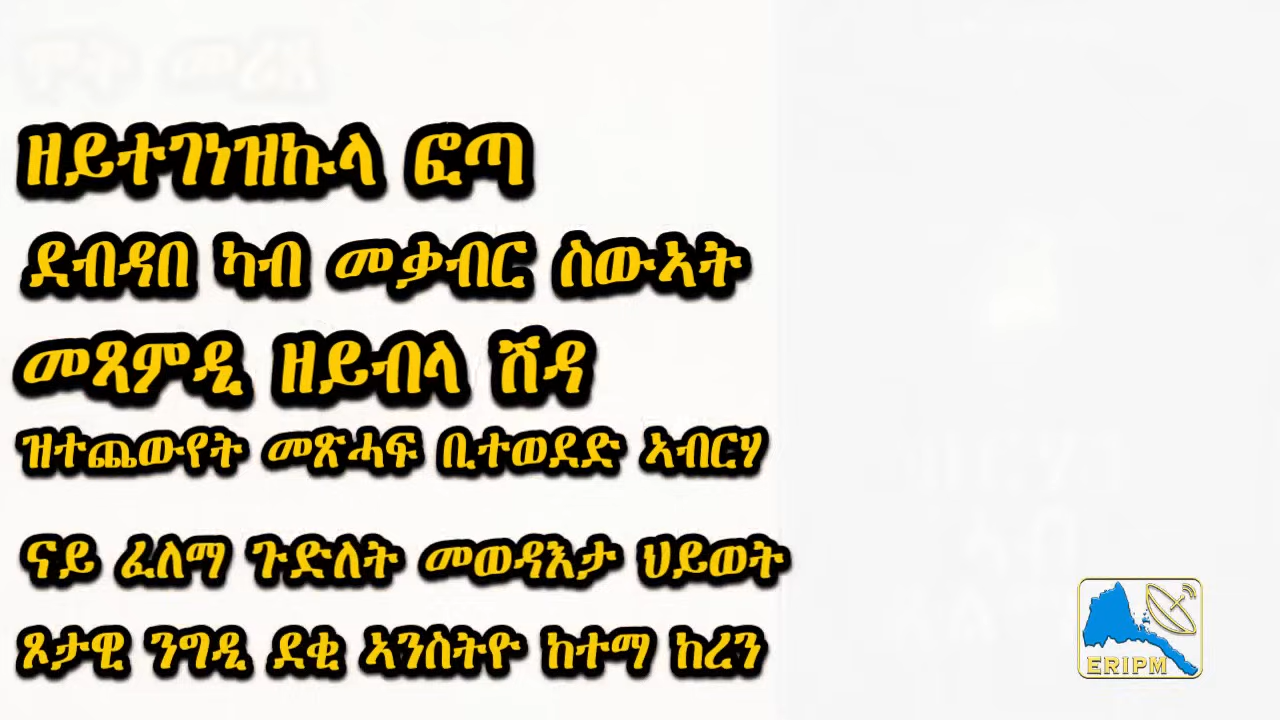 ዘይተገነዝኩላ ፎጣ
ደብዳበ ካብ መቃብር ስውኣት
መጻምዲ ዘይብላ ሽዳ
ዝተጨውየት መጽሓፍ ቢተወደድ ኣብርሃ
ናይ ፈለማ ጉድለት መወዳእታ ህይወት
ጾታዊ ንግዲ ደቂ ኣንስትዮ ከተማ ከረን
ERIPM